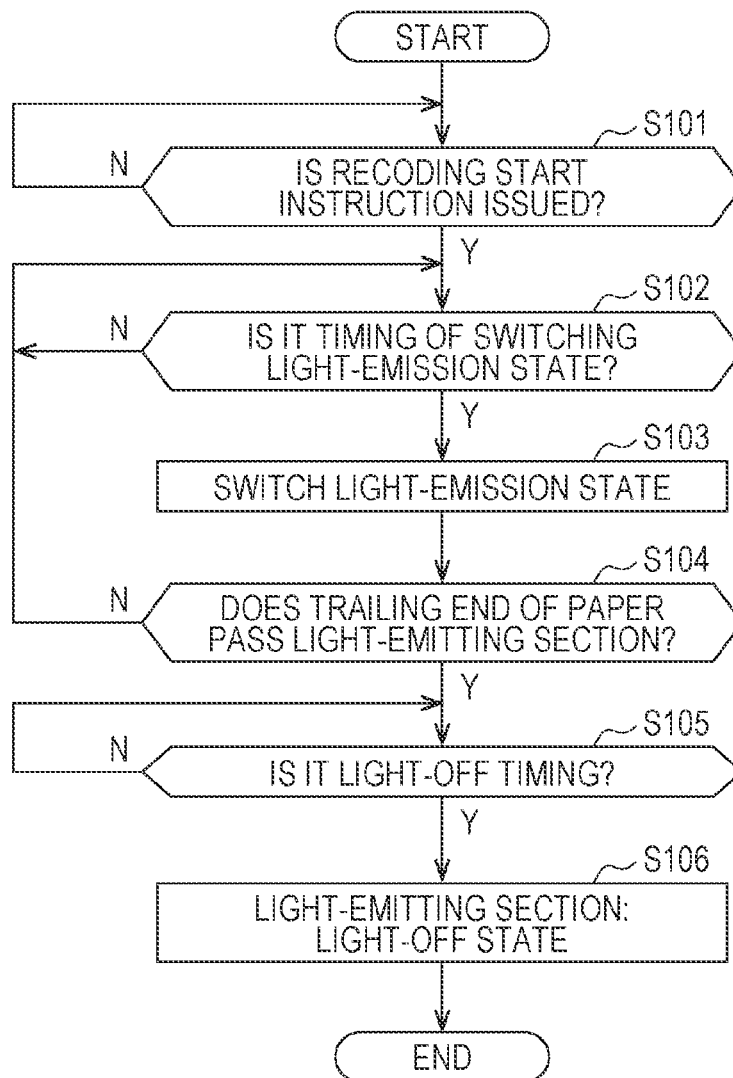 START
S101
N
IS RECODING START
INSTRUCTION ISSUED?
Y
S102
N
IS IT TIMING OF SWITCHING
LIGHT-EMISSION STATE?
Y
S103
SWITCH LIGHT-EMISSION STATE
S104
N
DOES TRAILING END OF PAPER
PASS LIGHT-EMITTING SECTION?
Y
S105
N
IS IT LIGHT-OFF TIMING?
Y
S106
LIGHT-EMITTING SECTION:
LIGHT-OFF STATE
END